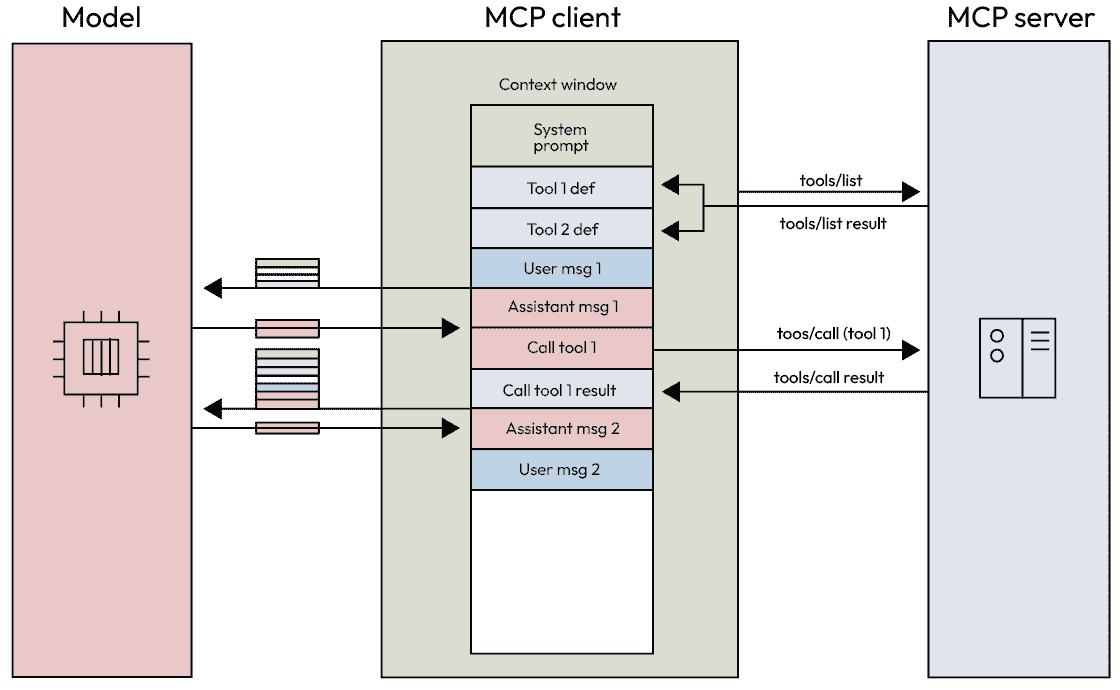 Model
MCP client
MCP server
Context window
System
prompt
Tool 1 def
Tool 2 def
User msg 1
Assistant msg 1
Call tool 1
Call tool 1 result
Assistant msg 2
User msg 2
tools/list
tools/list result
toos/call (tool 1)
tools/call result